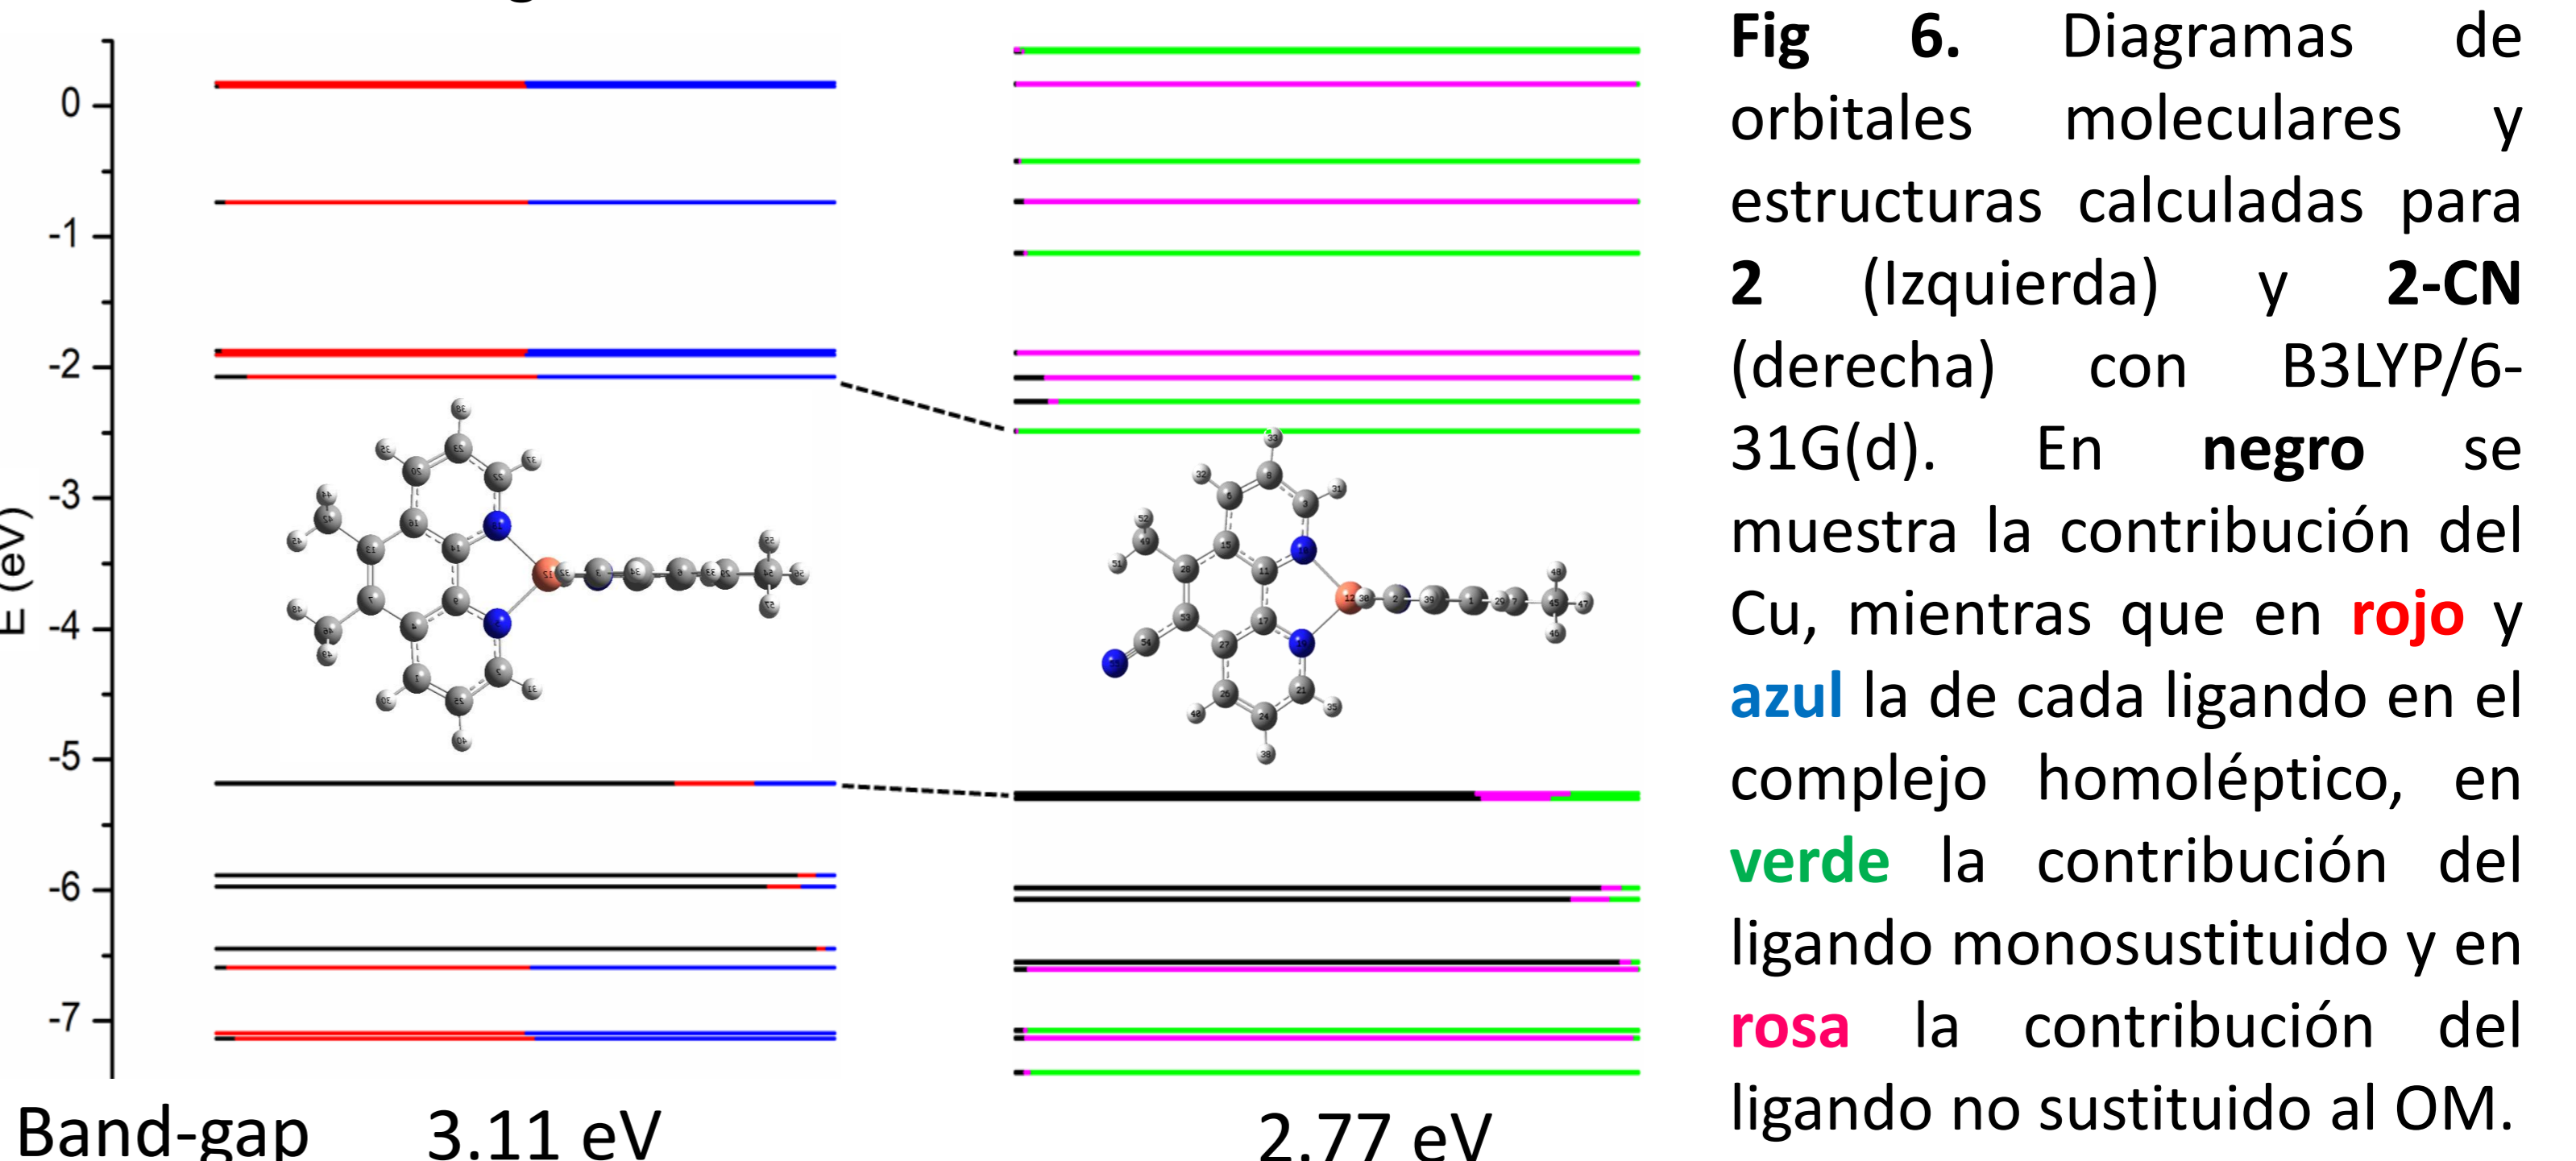 0
-1
-2
-3
-4
-5
-6
-7
E (eV)
Band-gap 3.11 eV 2.77 eV
Fig 6. Diagramas de
orbitales moleculares y
estructuras calculadas para
2 (Izquierda) y 2-CN
(derecha) con B3LYP/6-
31G(d). En negro se
muestra la contribución del
Cu, mientras que en rojo y
azul la de cada ligando en el
complejo homoléptico, en
verde la contribución del
ligando monosustituido y en
rosa la contribución del
ligando no sustituido al OM.